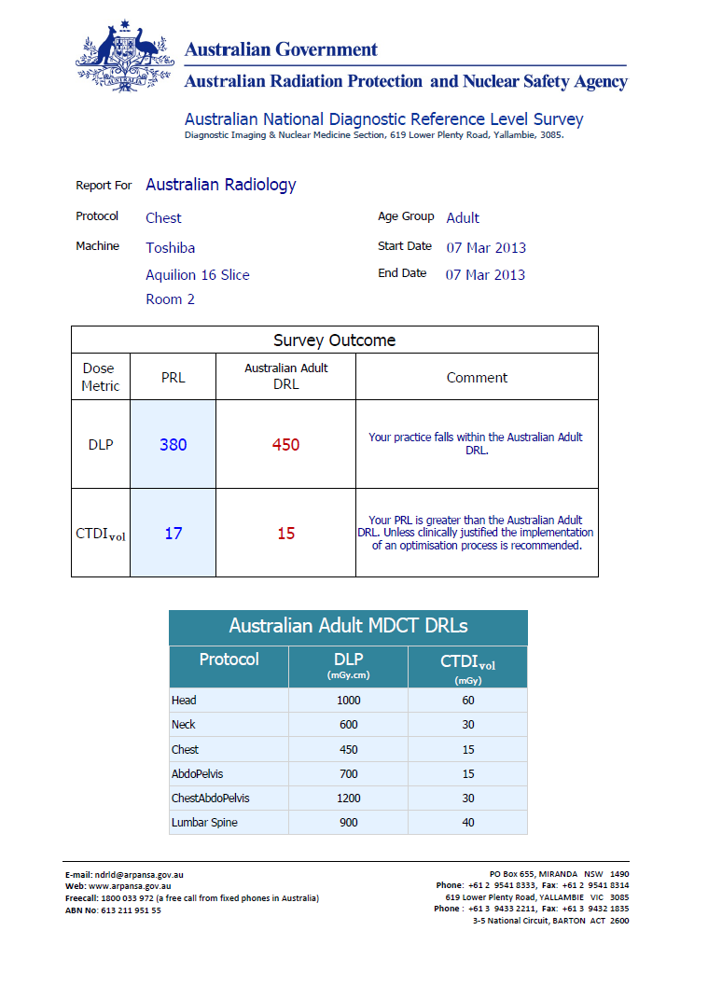 AUSTRALIA
Australian Government
Australian Radiation Protection and Nuclear Safety Agency
Australian National Diagnostic Reference Level Survey
Diagnostic Imaging & Nuclear Medicine Section, 619 Lower Plenty Road, Yallambie, 3085.
Report For Australian Radiology
Protocol Chest Age Group Adult
Machine Toshiba Start Date 07 Mar 2013
Aquilion 16 Slice End Date 07 Mar 2013
Room 2
Survey Outcome
Dose Metric PRL Australian Adult DRL Comment
DLP 380 450 Your practice falls within the Australian Adult
DRL.
CTDIvol 17 15 Your PRL is greater than the Australian Adult
DRL. Unless clinically justified the implementation
of an optimisation process is recommended.
Australian Adult MDCT DRLs
Protocol DLP (mGy.cm) CTDIvol (mGy)
Head 1000 60
Neck 600 30
Chest 450 15
AbdoPelvis 700 15
ChestAbdoPelvis 1200 30
Lumbar Spine 900 40
E-mail: ndrld@arpansa.gov.au
Web: www.arpansa.gov.au
Freecall: 1800 033 972 (a free call from fixed phones in Australia)
ABN No: 613 211 951 55
PO Box 655, MIRANDA NSW 1490
Phone: +61 2 9541 8333, Fax: +61 2 9541 8314
619 Lower Plenty Road, YALLAMBIE VIC 3085
Phone : +61 3 9433 2211, Fax: +61 3 9432 1835
3-5 National Circuit, BARTON ACT 2600